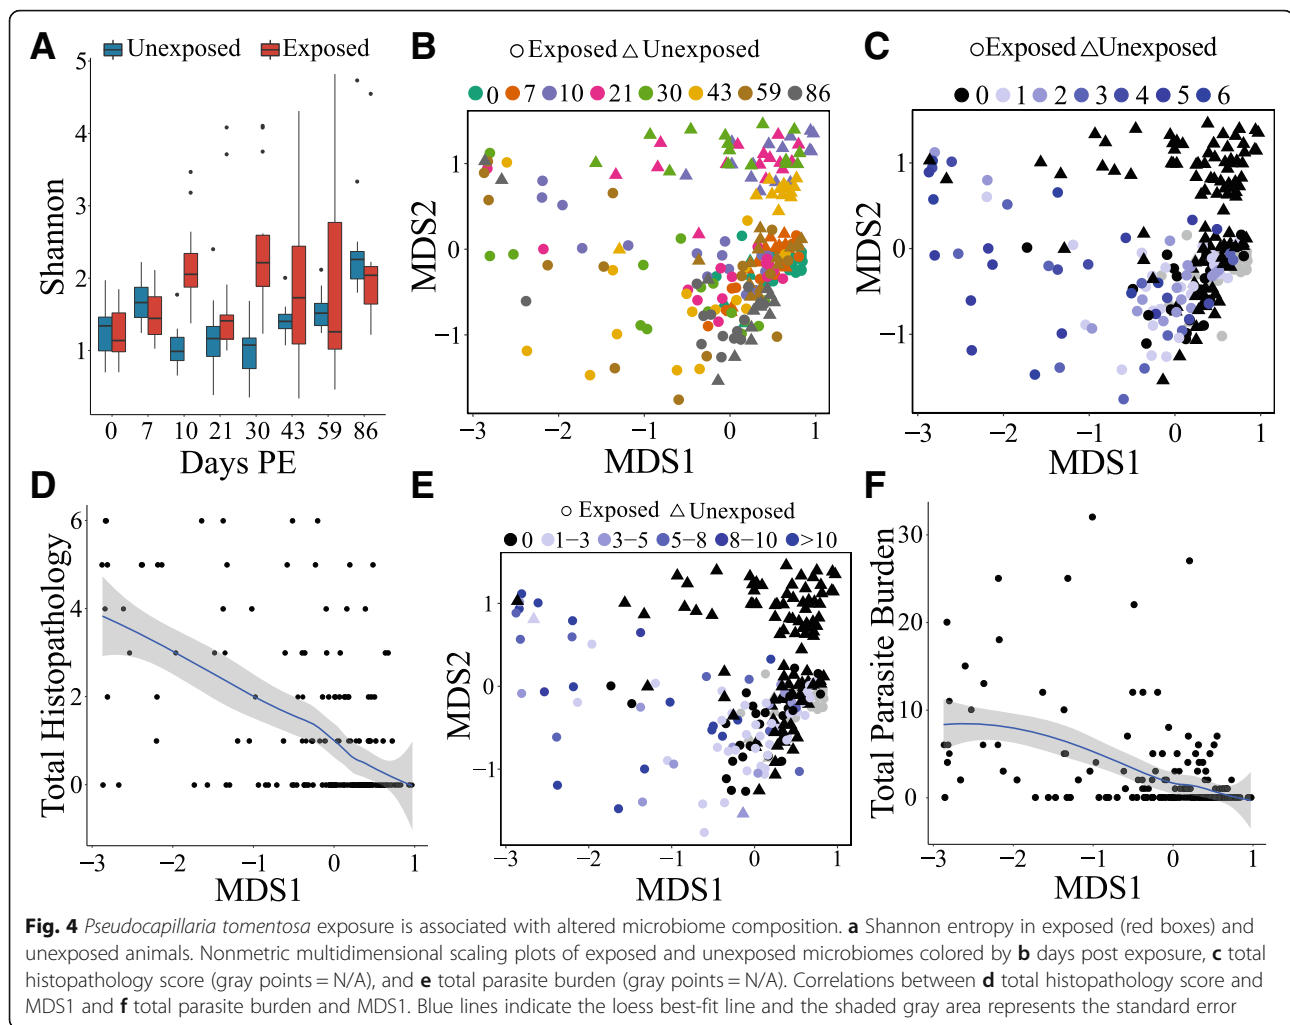 A
Unexposed Exposed
5
4
3
2
1
Shannon
0 7 10 21 30 43 59 86
Days PE
B
Exposed Unexposed
0 7 10 21 30 43 59 86
1
0
−1
MDS2
−3 −2 −1 0 1
MDS1
C
Exposed Unexposed
0 1 2 3 4 5 6
1
0
−1
MDS2
−3 −2 −1 0 1
MDS1
D
6
4
2
0
Total Histopathology
−3 −2 −1 0 1
MDS1
E
Exposed Unexposed
0 1−3 3−5 5−8 8−10 >10
1
0
−1
MDS2
−3 −2 −1 0 1
MDS1
F
30
20
10
0
Total Parasite Burden
−3 −2 −1 0 1
MDS1
Fig. 4 Pseudocapillaria tomentosa exposure is associated with altered microbiome composition. a Shannon entropy in exposed (red boxes) and
unexposed animals. Nonmetric multidimensional scaling plots of exposed and unexposed microbiomes colored by b days post exposure, c total
histopathology score (gray points = N/A), and e total parasite burden (gray points = N/A). Correlations between d total histopathology score and
MDS1 and f total parasite burden and MDS1. Blue lines indicate the loess best-fit line and the shaded gray area represents the standard error